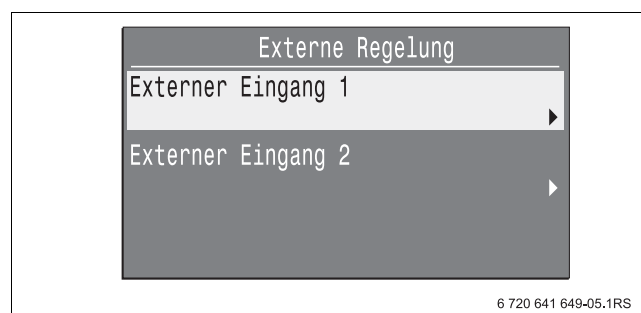 Externe Regelung
Externer Eingang 1
Externer Eingang 2
6 720 641 649-05.1RS